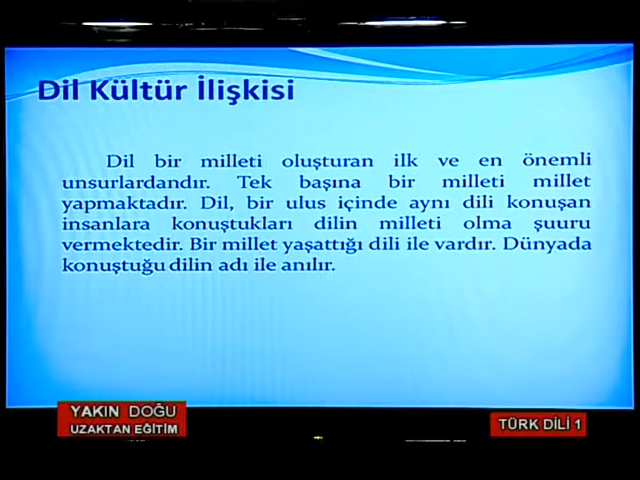 Dil Kültür İlişkisi
Dil bir milleti oluşturan ilk ve en önemli
unsurlardandır. Tek başına bir milleti millet
yapmaktadır. Dil, bir ulus içinde aynı dili konuşan
insanlara konuştukları dilin milleti olma şuuru
vermektedir. Bir millet yaşattığı dili ile vardır. Dünyada
konuştuğu dilin adı ile anılır.
YAKIN DOĞU
UZAKTAN EĞİTİM
TÜRK DİLİ 1